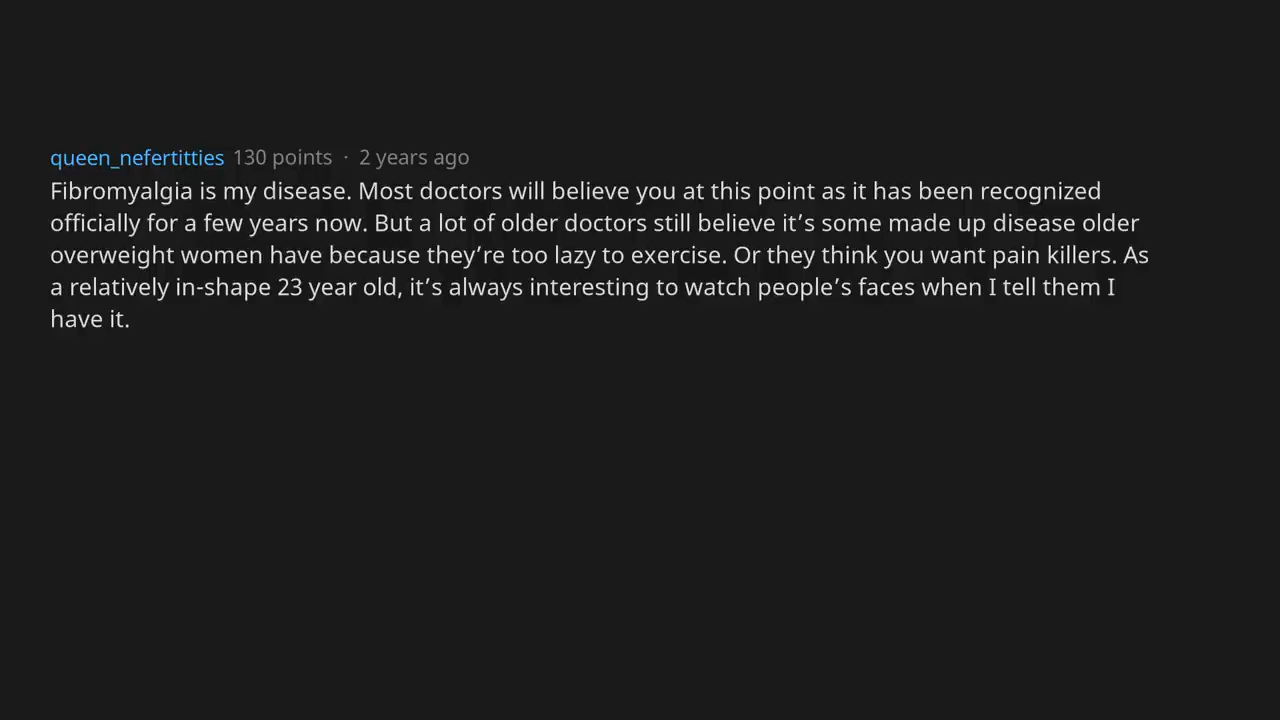 queen_nefertitties 130 points · 2 years ago
Fibromyalgia is my disease. Most doctors will believe you at this point as it has been recognized
officially for a few years now. But a lot of older doctors still believe it’s some made up disease older
overweight women have because they’re too lazy to exercise. Or they think you want pain killers. As
a relatively in-shape 23 year old, it’s always interesting to watch people’s faces when I tell them I
have it.